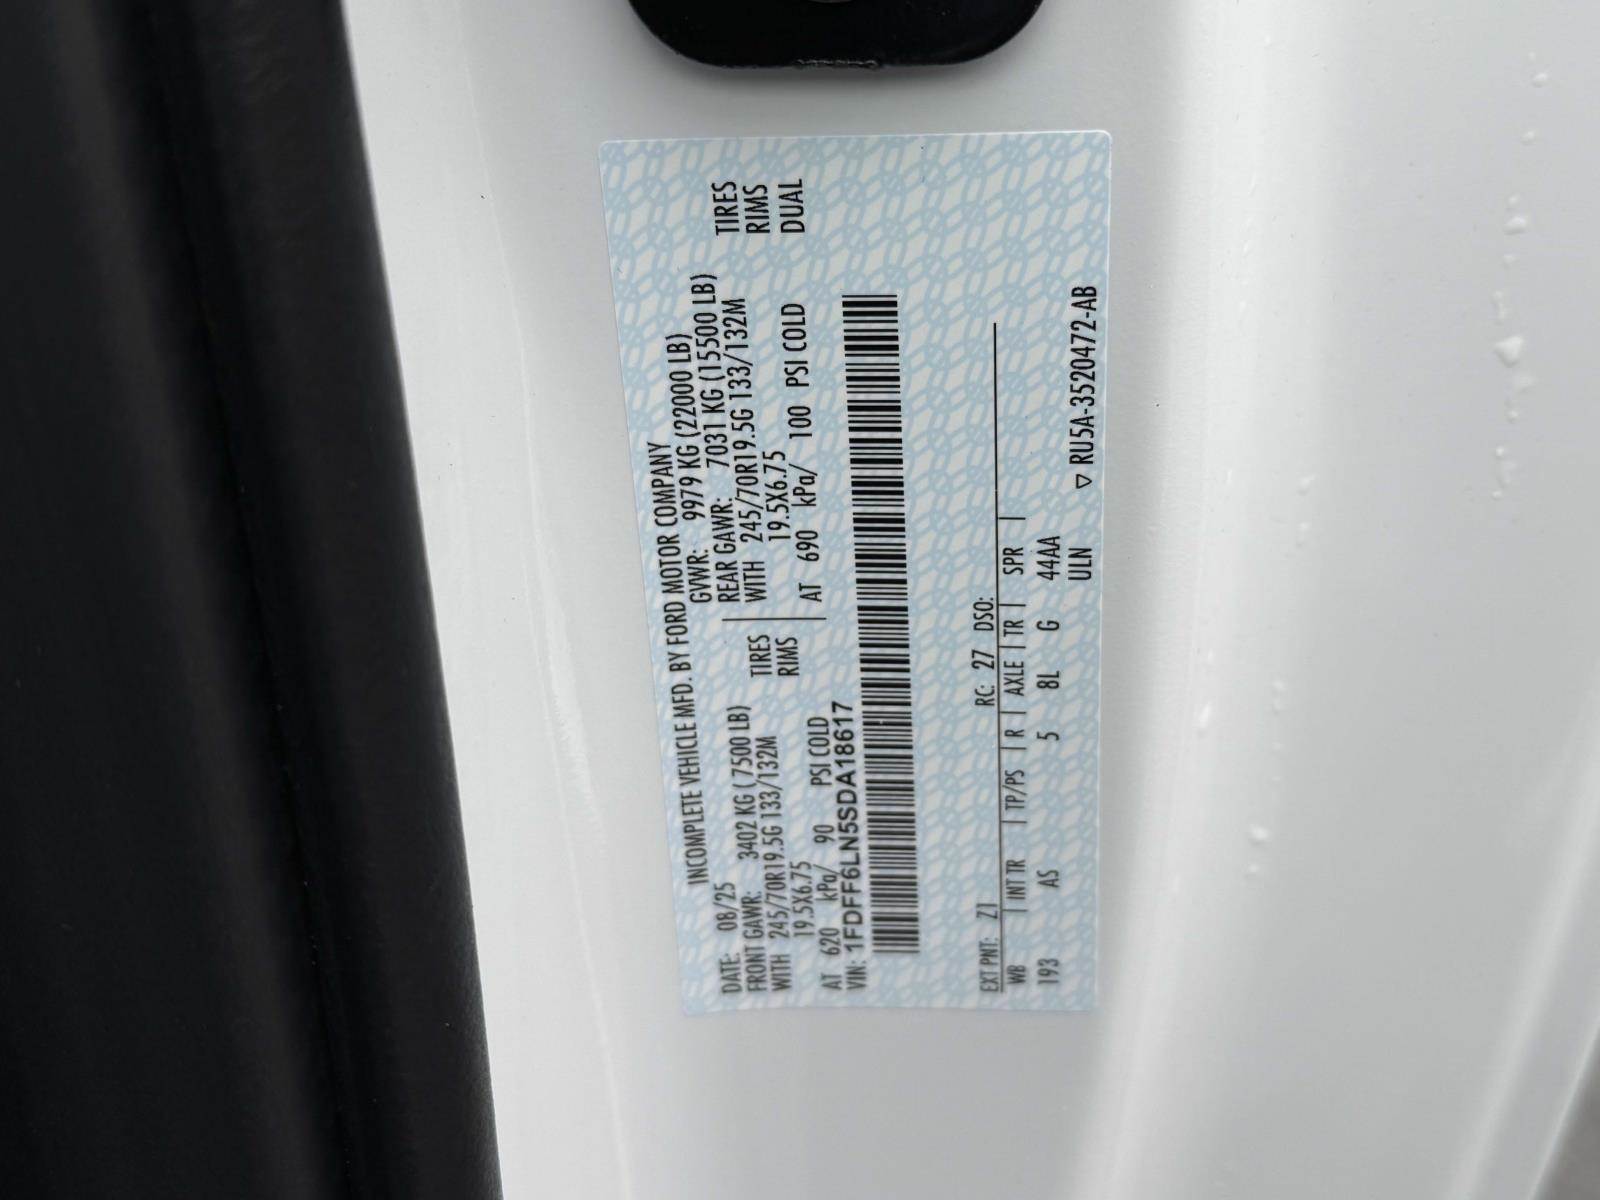 INCOMPLETE VEHICLE MFD. BY FORD MOTOR COMPANY
DATE: 08/25 GVWR: 9979 KG (22000 LB)
FRONT GAWR: 3402 KG ( 7500 LB) REAR GAWR: 7031 KG (15500 LB)
WITH 245/70R19.5G 133/132M TIRES WITH 245/70R19.5G 133/132M TIRES
19.5X6.75 RIMS 19.5X6.75 RIMS
AT 620 kPa/ 90 PSI COLD AT 690 kPa/ 100 PSI COLD DUAL
VIN: 1FDFF6LN5SDA18617
EXT PNT: Z1 RC: 27 DSO:
WB | INT TR | TP/PS | R | AXLE | TR | SPR |
193 AS 5 8L G 44AA
ULN ▽ RU5A-3520472-AB